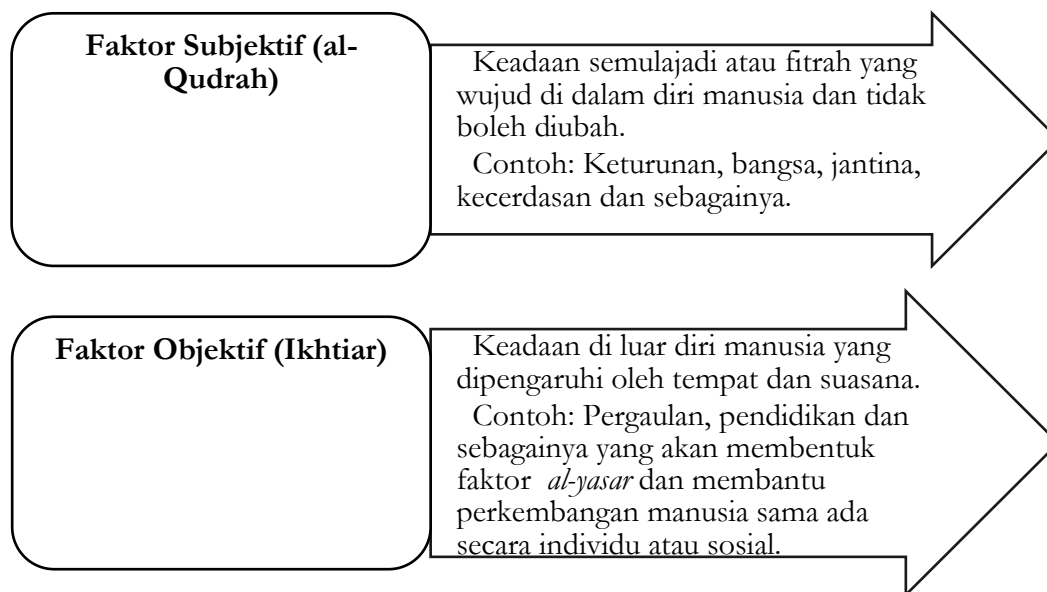 Faktor Subjektif (al-
Qudrah)
Keadaan semulajadi atau fitrah yang
wujud di dalam diri manusia dan tidak
boleh diubah.
Contoh: Keturunan, bangsa, jantina,
kecerdasan dan sebagainya.
Faktor Objektif (Ikhtiar)
Keadaan di luar diri manusia yang
dipengaruhi oleh tempat dan suasana.
Contoh: Pergaulan, pendidikan dan
sebagainya yang akan membentuk
faktor al-yasar dan membantu
perkembangan manusia sama ada
secara individu atau sosial.